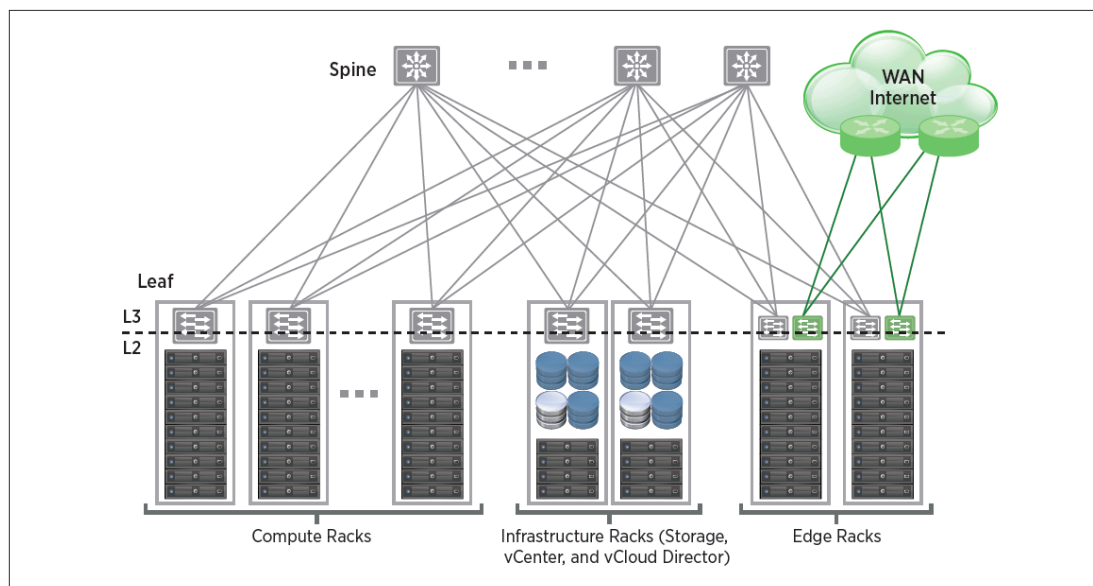 Spine
WAN
Internet
Leaf
L3
L2
Compute Racks
Infrastructure Racks (Storage,
vCenter, and vCloud Director)
Edge Racks